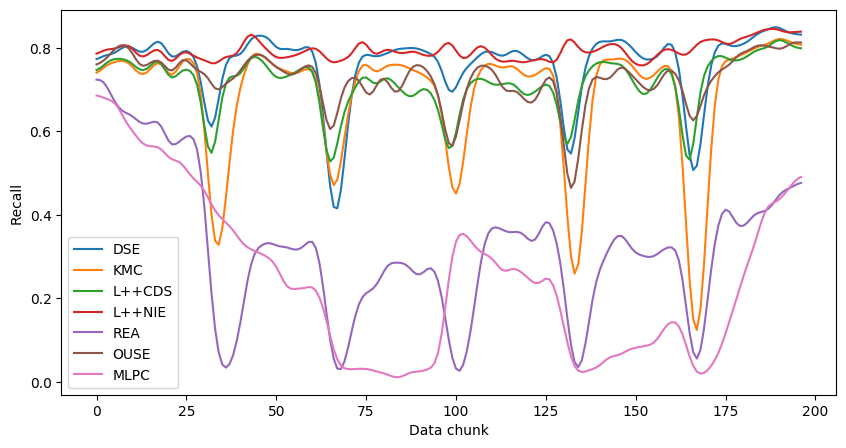 0.8
0.6
0.4
0.2
0.0
Recall
DSE
KMC
L++CDS
L++NIE
REA
OUSE
MLPC
0 25 50 75 100 125 150 175 200
Data chunk